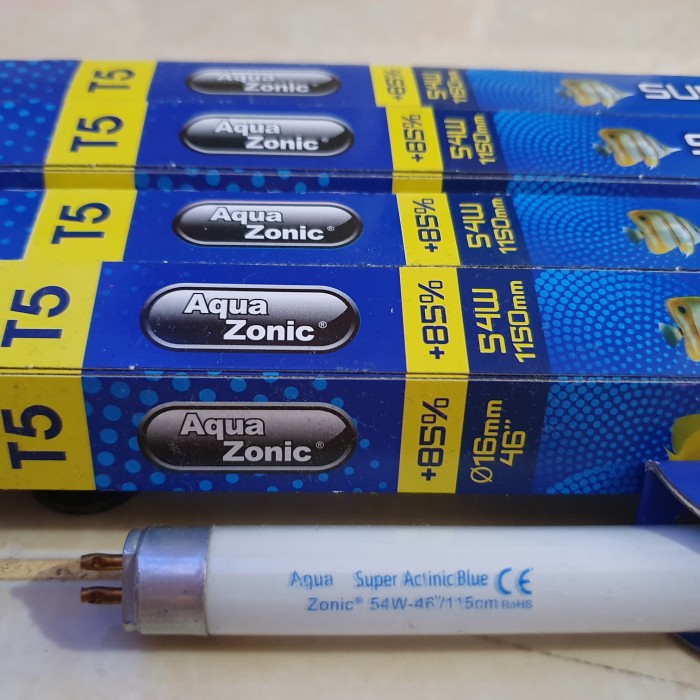 T5
Aqua
Zonic
+85%
54W
1150mm
SU
T5
Aqua
Zonic®
+85%
54W
1150mm
S
T5
Aqua
Zonic®
+85%
54W
1150mm
T5
Aqua
Zonic®
+85%
54W
1150mm
T5
Aqua
Zonic®
+85%
Ø16mm
46"
Aqua Super Actinic Blue CE
Zonic® 54W-46"/115cm RoHS